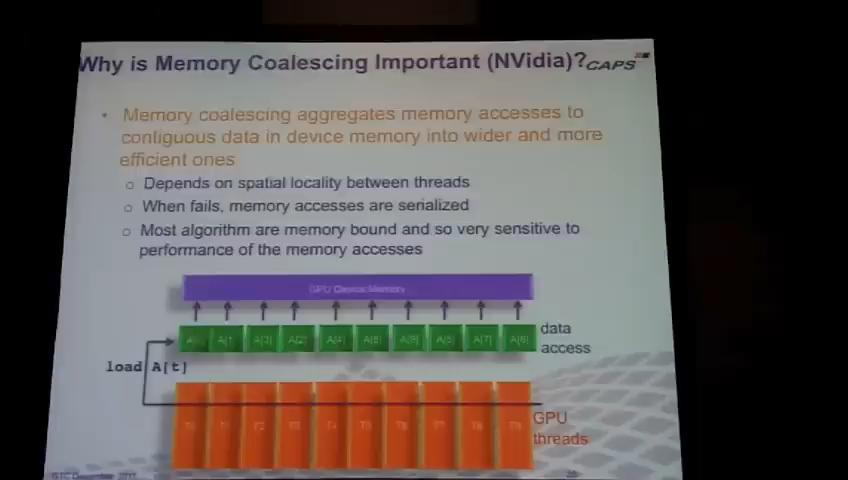 Why is Memory Coalescing Important (NVidia)?
CAPS
• Memory coalescing aggregates memory accesses to
contiguous data in device memory into wider and more
efficient ones
o Depends on spatial locality between threads
o When fails, memory accesses are serialized
o Most algorithm are memory bound and so very sensitive to
performance of the memory accesses
GPU Device Memory
data
access
load A[t]
GPU
threads